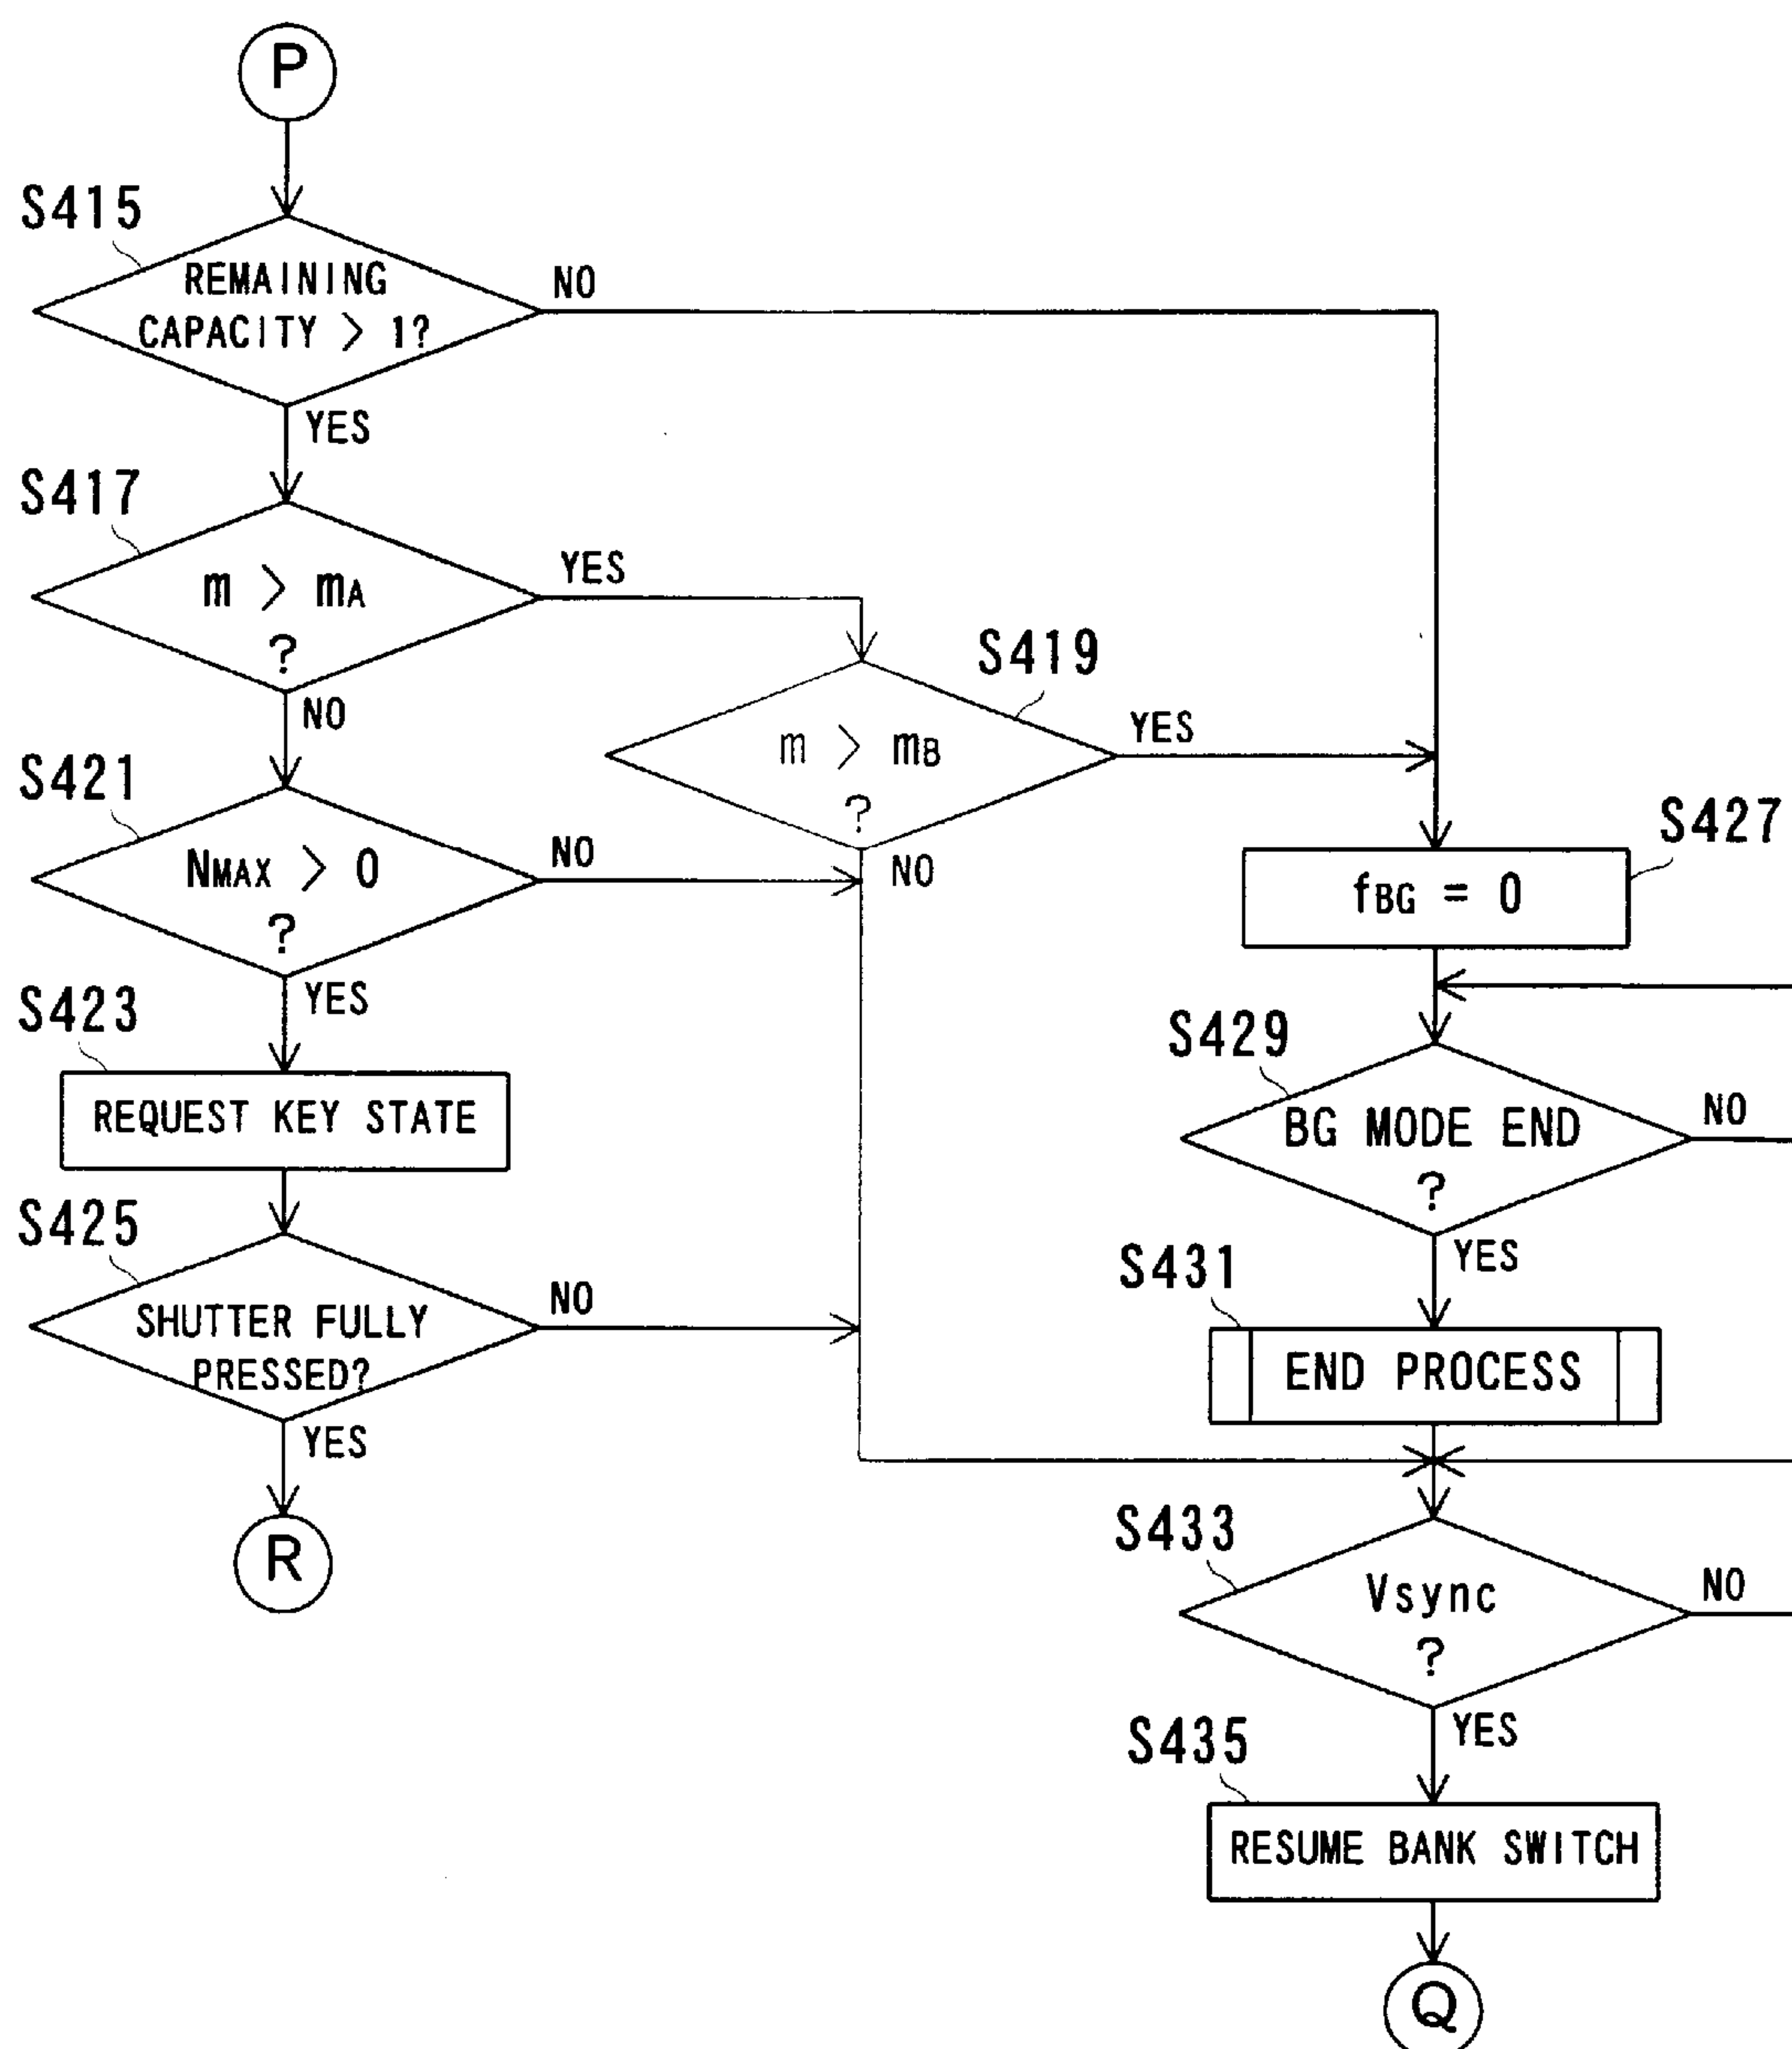 P
S415
REMAINING
CAPACITY > 1?
NO
YES
S417
m > mA
?
YES
NO
S419
m > mB
?
YES
NO
S421
NMAX > 0
?
NO
YES
S423
REQUEST KEY STATE
S425
SHUTTER FULLY
PRESSED?
NO
YES
R
S427
fBG = 0
S429
BG MODE END
?
NO
YES
S431
END PROCESS
S433
Vsync
?
NO
YES
S435
RESUME BANK SWITCH
Q